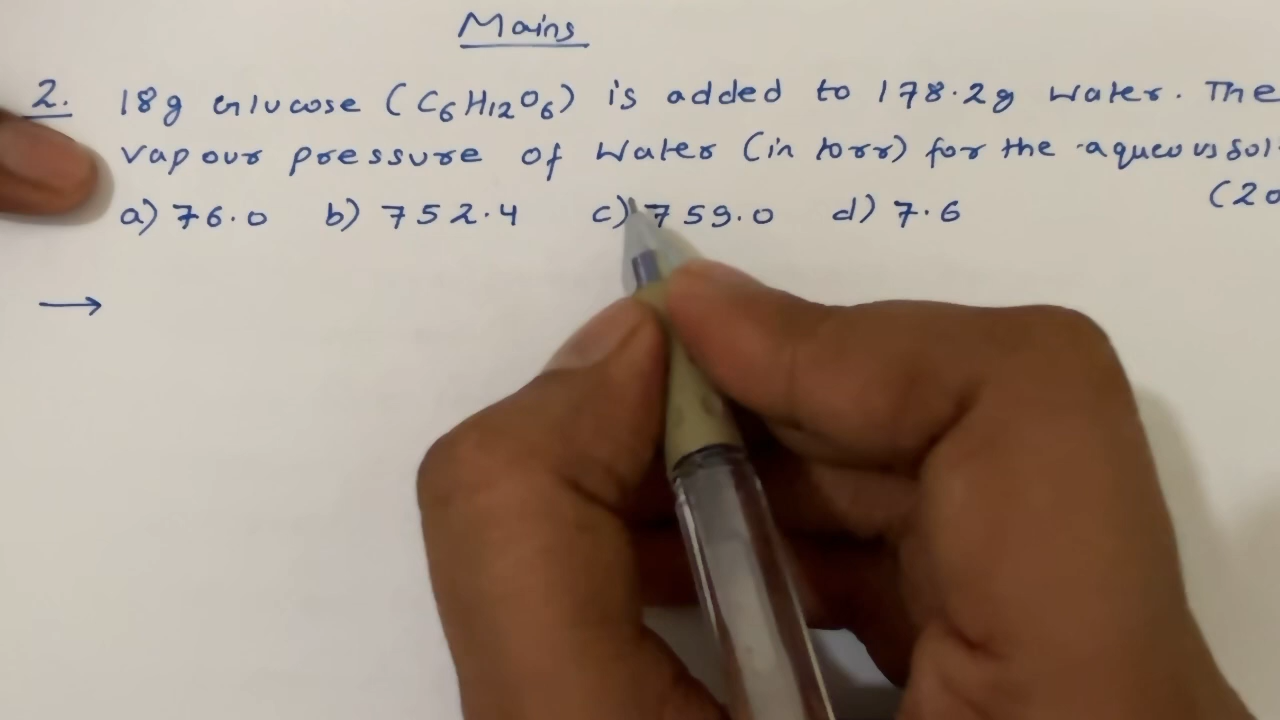 Mains
2. 18g Glucose (C6H12O6) is added to 178.2g water. The
vapour pressure of water (in torr) for the aqueous sol
a) 76.0 b) 752.4 c) 759.0 d) 7.6
(20